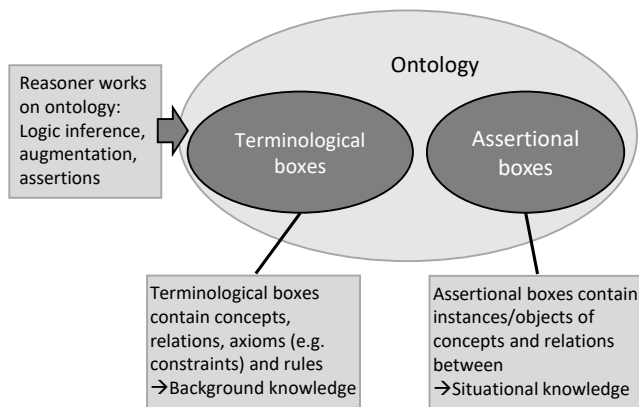 Ontology
Reasoner works
on ontology:
Logic inference,
augmentation,
assertions
Terminological
boxes
Assertional
boxes
Terminological boxes
contain concepts,
relations, axioms (e.g.
constraints) and rules
→Background knowledge
Assertional boxes contain
instances/objects of
concepts and relations
between
→Situational knowledge